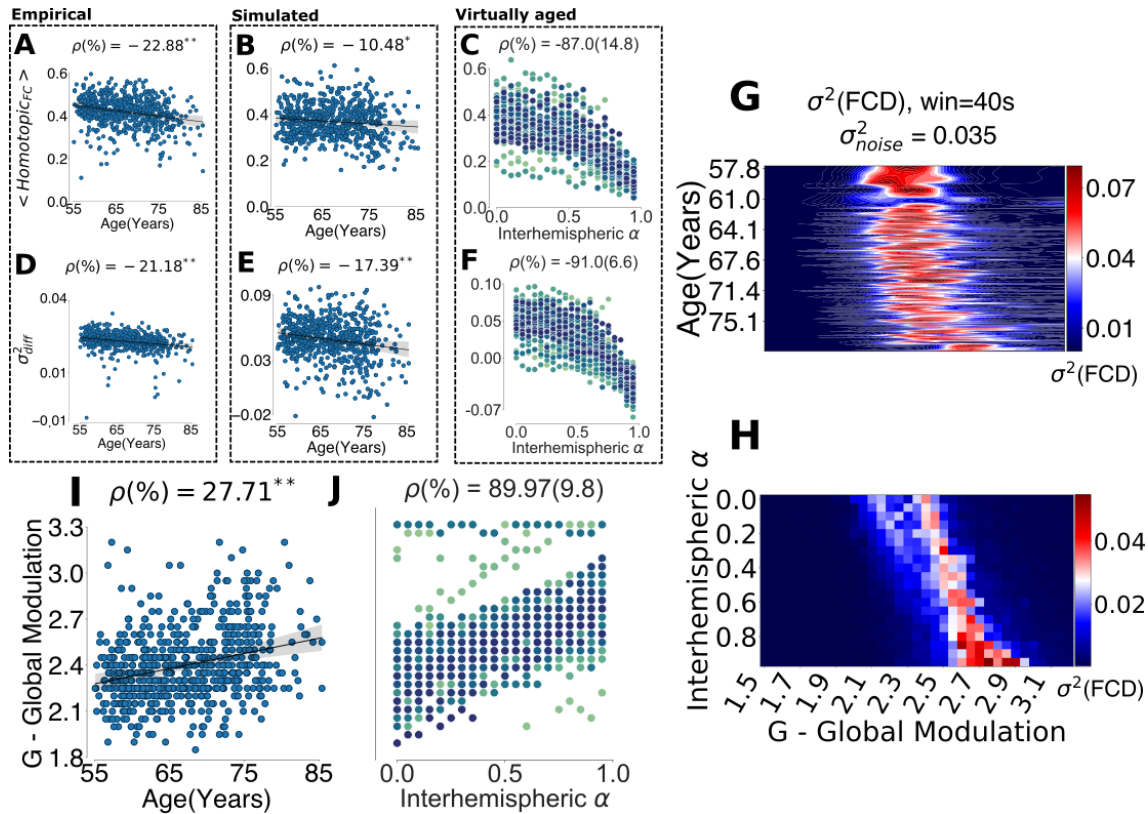 Empirical
Simulated
Virtually aged
A
ρ(%) = −22.88**
< Homotopic_FC >
0.6
0.4
0.2
0.0
55 65 75 85
Age(Years)
B
ρ(%) = −10.48*
0.6
0.4
0.2
0.0
55 65 75 85
Age(Years)
C
ρ(%) = -87.0(14.8)
0.6
0.4
0.2
0.0
0.0 0.5 1.0
Interhemispheric α
D
ρ(%) = −21.18**
σ²_diff
0.04
0.01
−0.01
55 65 75 85
Age(Years)
E
ρ(%) = −17.39**
0.09
0.03
−0.02
55 65 75 85
Age(Years)
F
ρ(%) = -91.0(6.6)
0.10
0.05
0.00
-0.07
0.0 0.5 1.0
Interhemispheric α
G
σ²(FCD), win=40s
σ²_noise = 0.035
Age(Years)
57.8
61.0
64.1
67.6
71.4
75.1
0.07
0.04
0.01
σ²(FCD)
H
Interhemispheric α
0.0
0.2
0.4
0.6
0.8
1.5 1.7 1.9 2.1 2.3 2.5 2.7 2.9 3.1
G - Global Modulation
0.04
0.02
σ²(FCD)
I
ρ(%) = 27.71**
G - Global Modulation
3.3
3.0
2.7
2.4
2.1
1.8
55 65 75 85
Age(Years)
J
ρ(%) = 89.97(9.8)
0.0 0.5 1.0
Interhemispheric α